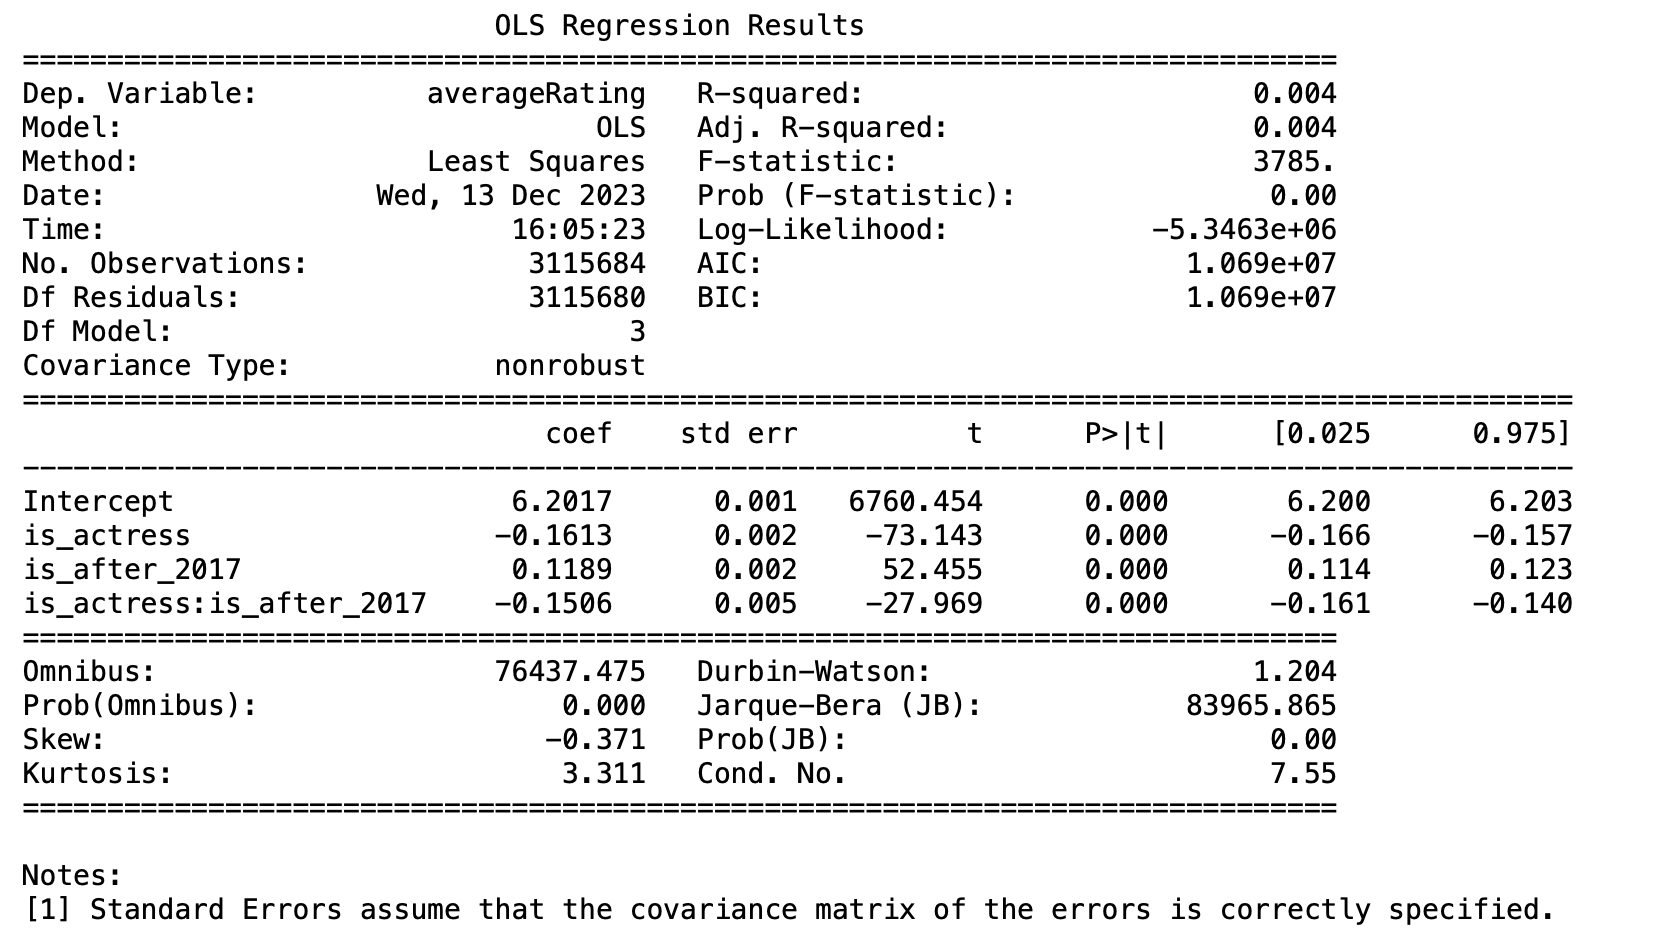 OLS Regression Results
==============================================================================
Dep. Variable:          averageRating   R-squared:                       0.004
Model:                            OLS   Adj. R-squared:                  0.004
Method:                 Least Squares   F-statistic:                     3785.
Date:                Wed, 13 Dec 2023   Prob (F-statistic):               0.00
Time:                        16:05:23   Log-Likelihood:            -5.3463e+06
No. Observations:             3115684   AIC:                         1.069e+07
Df Residuals:                 3115680   BIC:                         1.069e+07
Df Model:                           3
Covariance Type:            nonrobust
============================================================================================
                               coef    std err          t      P>|t|      [0.025      0.975]
--------------------------------------------------------------------------------------------
Intercept                    6.2017      0.001   6760.454      0.000       6.200       6.203
is_actress                  -0.1613      0.002    -73.143      0.000      -0.166      -0.157
is_after_2017                0.1189      0.002     52.455      0.000       0.114       0.123
is_actress:is_after_2017    -0.1506      0.005    -27.969      0.000      -0.161      -0.140
==============================================================================
Omnibus:                    76437.475   Durbin-Watson:                   1.204
Prob(Omnibus):                  0.000   Jarque-Bera (JB):            83965.865
Skew:                          -0.371   Prob(JB):                         0.00
Kurtosis:                       3.311   Cond. No.                         7.55
==============================================================================
Notes:
[1] Standard Errors assume that the covariance matrix of the errors is correctly specified.